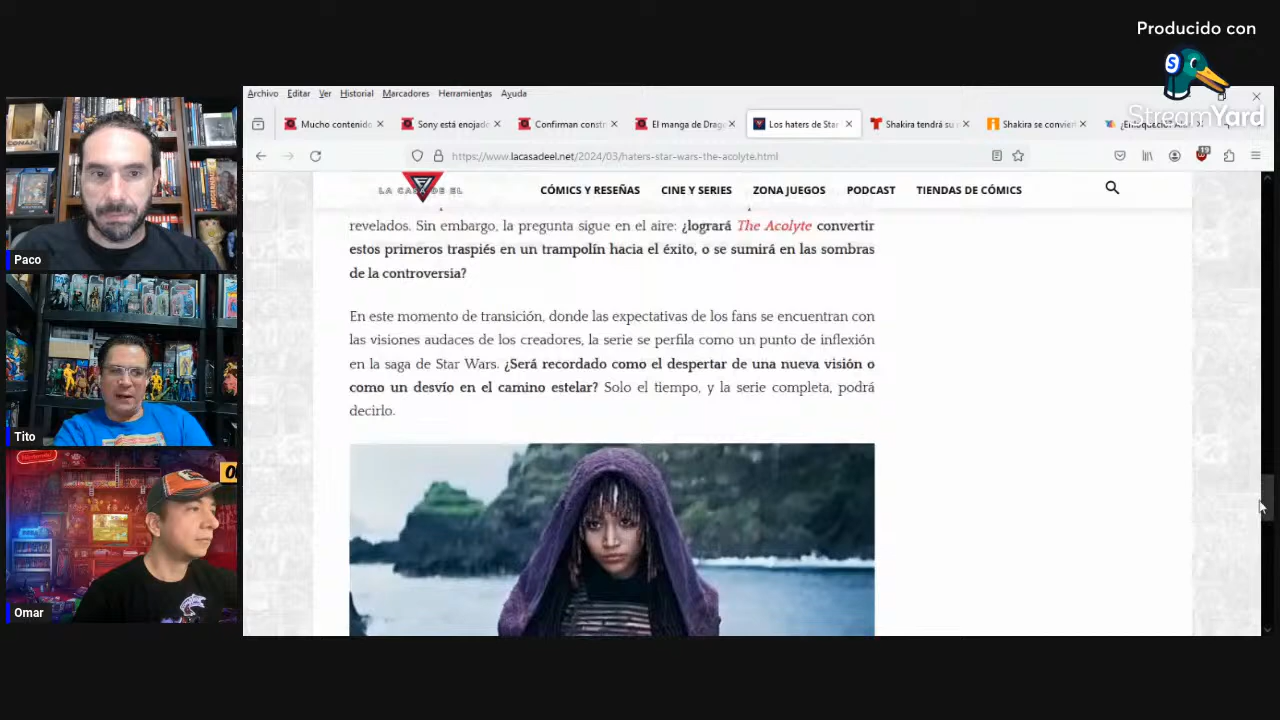 Producido con
StreamYard
Archivo Editar Ver Historial Marcadores Herramientas Ayuda
Mucho contenido
Sony está enojado
Confirman constr
El manga de Drag
Los haters de Star
Shakira tendrá su
Shakira se convier
https://www.lacasadeel.net/2024/03/haters-star-wars-the-acolyte.html
19
LA CASA DE EL
CÓMICS Y RESEÑAS CINE Y SERIES ZONA JUEGOS PODCAST TIENDAS DE CÓMICS
revelados. Sin embargo, la pregunta sigue en el aire: ¿logrará The Acolyte convertir
estos primeros traspiés en un trampolín hacia el éxito, o se sumirá en las sombras
de la controversia?
En este momento de transición, donde las expectativas de los fans se encuentran con
las visiones audaces de los creadores, la serie se perfila como un punto de inflexión
en la saga de Star Wars. ¿Será recordado como el despertar de una nueva visión o
como un desvío en el camino estelar? Solo el tiempo, y la serie completa, podrá
decirlo.
CONAN
Paco
Tito
Omar